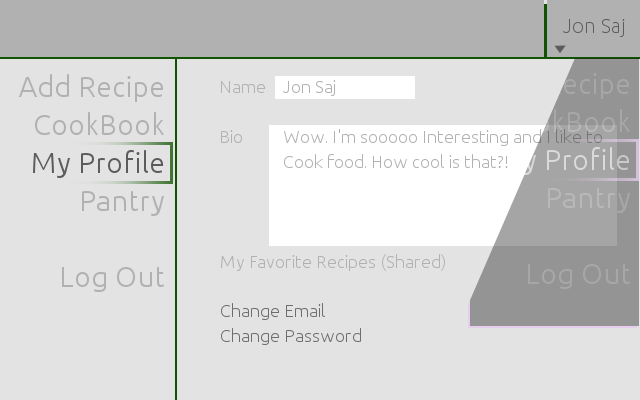 Jon Saj
Add Recipe
CookBook
My Profile
Pantry
Log Out
Name Jon Saj
Bio Wow. I'm sooooo Interesting and I like to
Cook food. How cool is that?!
My Favorite Recipes (Shared)
Change Email
Change Password
ecipe
kBook
y Profile
Pantry
Log Out